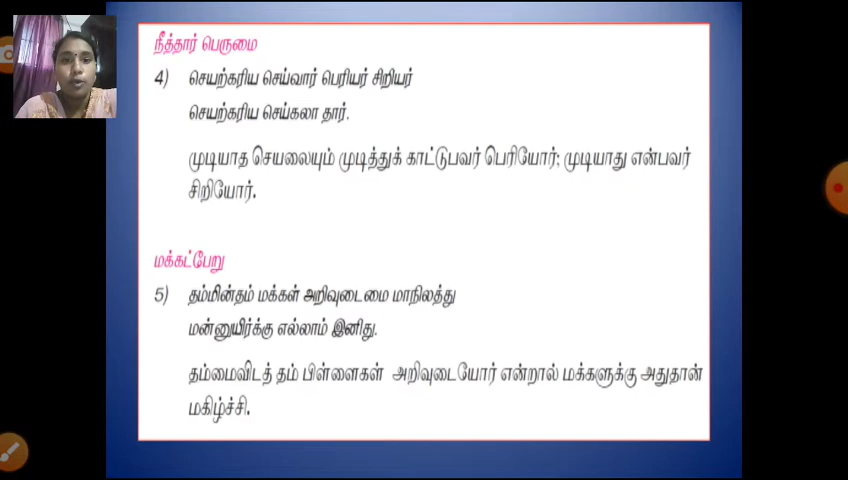 நீத்தார் பெருமை
4) செயற்கரிய செய்வார் பெரியர் சிறியர்
செயற்கரிய செய்கலா தார்.
முடியாத செயலையும் முடித்துக் காட்டுபவர் பெரியோர்; முடியாது என்பவர்
சிறியோர்.
மக்கட்பேறு
5) தம்மின்தம் மக்கள் அறிவுடைமை மாநிலத்து
மன்னுயிர்க்கு எல்லாம் இனிது.
தம்மைவிடத் தம் பிள்ளைகள் அறிவுடையோர் என்றால் மக்களுக்கு அதுதான்
மகிழ்ச்சி.